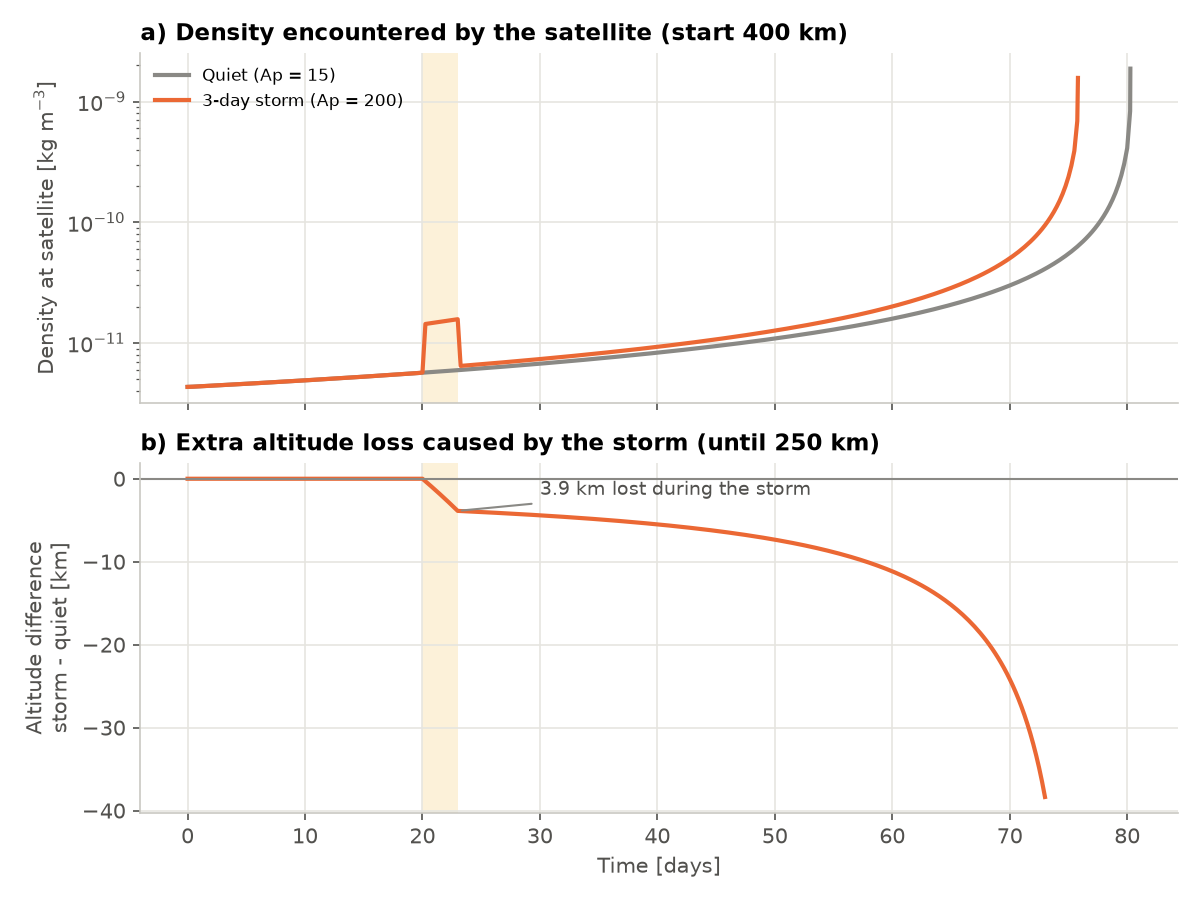 a) Density encountered by the satellite (start 400 km)
Quiet (Ap = 15)
3-day storm (Ap = 200)
Density at satellite [kg m⁻³]
10⁻⁹
10⁻¹⁰
10⁻¹¹
b) Extra altitude loss caused by the storm (until 250 km)
3.9 km lost during the storm
Altitude difference
storm - quiet [km]
0
−10
−20
−30
−40
0 10 20 30 40 50 60 70 80
Time [days]